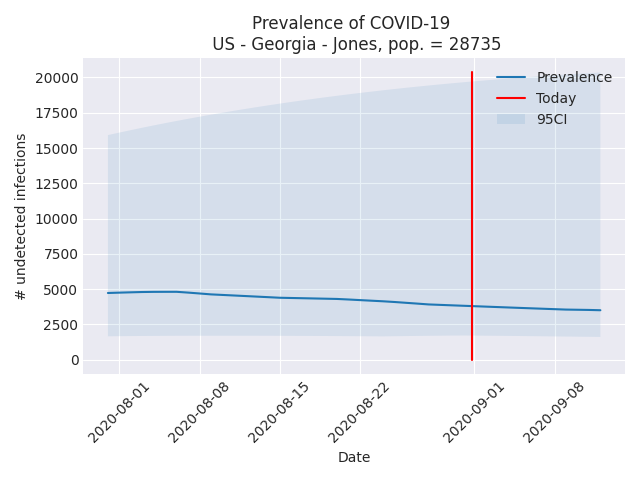 Prevalence of COVID-19
US - Georgia - Jones, pop. = 28735
Prevalence
Today
95CI
# undetected infections
20000
17500
15000
12500
10000
7500
5000
2500
0
2020-08-01
2020-08-08
2020-08-15
2020-08-22
2020-09-01
2020-09-08
Date